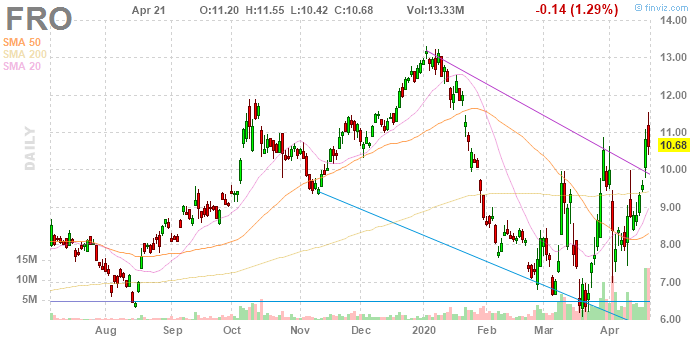 FRO Apr 21 O:11.20 H:11.55 L:10.42 C:10.68 Vol:13.33M -0.14 (1.29%) © finviz.com
SMA 50
SMA 200
SMA 20
DAILY
14.00
13.00
12.00
11.00
10.68
10.00
9.00
8.00
7.00
6.00
15M
10M
5M
Aug Sep Oct Nov Dec 2020 Feb Mar Apr